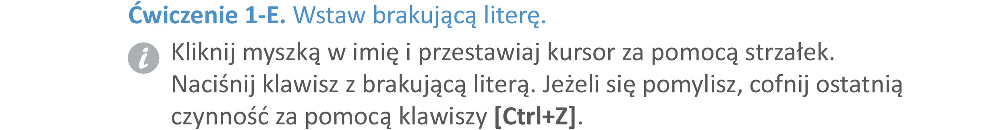 Ćwiczenie 1-E. Wstaw brakującą literę.
Kliknij myszką w imię i przestawiaj kursor za pomocą strzałek.
Naciśnij klawisz z brakującą literą. Jeżeli się pomylisz, cofnij ostatnią
czynność za pomocą klawiszy [Ctrl+Z].